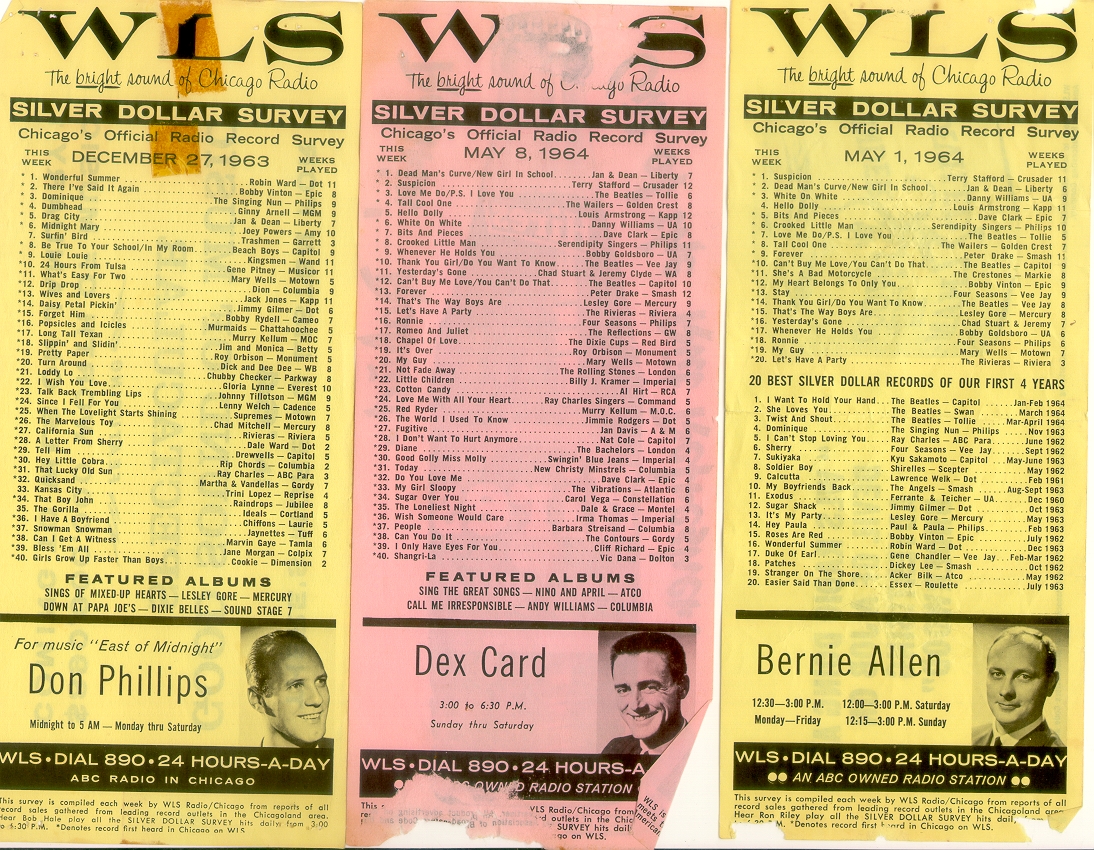 WLS
The bright sound of Chicago Radio
SILVER DOLLAR SURVEY
Chicago's Official Radio Record Survey
THIS WEEK DECEMBER 27, 1963 WEEKS PLAYED
* 1. Wonderful Summer Robin Ward — Dot 11
* 2. There I've Said It Again Bobby Vinton — Epic 8
* 3. Dominique The Singing Nun — Philips 9
* 4. Dumbhead Ginny Arnell — MGM 9
* 5. Drag City Jan & Dean — Liberty 7
* 6. Midnight Mary Joey Powers — Amy 10
* 7. Surfin' Bird Trashmen — Garrett 3
* 8. Be True To Your School/In My Room Beach Boys — Capitol 9
* 9. Louie Louie Kingsmen — Wand 11
*10. 24 Hours From Tulsa Gene Pitney — Musicor 11
*11. What's Easy For Two Mary Wells — Motown 5
*12. Drip Drop Dion — Columbia 9
*13. Wives and Lovers Jack Jones — Kapp 11
*14. Daisy Petal Pickin' Jimmy Gilmer — Dot 6
*15. Forget Him Bobby Rydell — Cameo 7
*16. Popsicles and Icicles Murmaids — Chattahoochee 5
*17. Long Tall Texan Murry Kellum — MOC 7
*18. Slippin' and Slidin' Jim and Monica — Betty 5
*19. Pretty Paper Roy Orbison — Monument 5
*20. Turn Around Dick and Dee Dee — WB 8
*21. Loddy Lo Chubby Checker — Parkway 8
*22. I Wish You Love Gloria Lynne — Everest 10
*23. Talk Back Trembling Lips Johnny Tillotson — MGM 9
*24. Since I Fell For You Lenny Welch — Cadence 5
*25. When The Lovelight Starts Shining Supremes — Motown 7
*26. The Marvelous Toy Chad Mitchell — Mercury 8
*27. California Sun Rivieras — Riviera 5
*28. A Letter From Sherry Dale Ward — Dot 2
*29. Tell Him Drewvells — Capitol 2
*30. Hey Little Cobra Rip Chords — Columbia 2
*31. That Lucky Old Sun Ray Charles — ABC Para 3
*32. Quicksand Martha & Vandellas — Gordy 7
33. Kansas City Trini Lopez — Reprise 4
*34. That Boy John Raindrops — Jubilee 8
35. The Gorilla Ideals — Cortland 5
*36. I Have A Boyfriend Chiffons — Laurie 5
*37. Snowman Snowman Jaynettes — Tuff 6
*38. Can I Get A Witness Marvin Gaye — Tamla 6
*39. Bless 'Em All Jane Morgan — Colpix 7
*40. Girls Grow Up Faster Than Boys Cookie — Dimension 2
FEATURED ALBUMS
SINGS OF MIXED-UP HEARTS — LESLEY GORE — MERCURY
DOWN AT PAPA JOE'S — DIXIE BELLES — SOUND STAGE 7
For music "East of Midnight"
Don Phillips
Midnight to 5 AM — Monday thru Saturday
WLS • DIAL 890 • 24 HOURS-A-DAY
ABC RADIO IN CHICAGO
This survey is compiled each week by WLS Radio/Chicago from reports of all
record sales gathered from leading record outlets in the Chicagoland area.
Hear Bob Hale play all the SILVER DOLLAR SURVEY hits daily from 3:00
to 5:30 P.M. *Denotes record first heard in Chicago on WLS
W S
The bright sound of C ago Radio
SILVER DOLLAR SURVEY
Chicago's Official Radio Record Survey
THIS WEEK MAY 8, 1964 WEEKS PLAYED
* 1. Dead Man's Curve/New Girl In School Jan & Dean — Liberty 7
* 2. Suspicion Terry Stafford — Crusader 12
* 3. Love Me Do/P.S. I Love You The Beatles — Tollie 6
* 4. Tall Cool One The Wailers — Golden Crest 8
5. Hello Dolly Louis Armstrong — Kapp 12
* 6. White On White Danny Williams — UA 10
* 7. Bits And Pieces Dave Clark — Epic 8
* 8. Crooked Little Man Serendipity Singers — Philips 11
* 9. Whenever He Holds You Bobby Goldsboro — UA 7
*10. Thank You Girl/Do You Want To Know The Beatles — Vee Jay 9
*11. Yesterday's Gone Chad Stuart & Jeremy Clyde — WA 8
*12. Can't Buy Me Love/You Can't Do That The Beatles — Capitol 10
*13. Forever Peter Drake — Smash 12
*14. That's The Way Boys Are Lesley Gore — Mercury 9
*15. Let's Have A Party The Rivieras — Riviera 4
*16. Ronnie Four Seasons — Philips 7
*17. Romeo And Juliet The Reflections — GW 8
*18. Chapel Of Love The Dixie Cups — Red Bird 5
*19. It's Over Roy Orbison — Monument 5
*20. My Guy Mary Wells — Motown 8
*21. Not Fade Away The Rolling Stones — London 6
*22. Little Children Billy J. Kramer — Imperial 5
*23. Cotton Candy Al Hirt — RCA 7
*24. Love Me With All Your Heart Ray Charles Singers — Command 5
*25. Red Ryder Murry Kellum — M.O.C. 6
*26. The World I Used To Know Jimmie Rodgers — Dot 5
*27. Fugitive Jan Davis — A & M 6
*28. I Don't Want To Hurt Anymore Nat Cole — Capitol 7
*29. Diane The Bachelors — London 4
*30. Good Golly Miss Molly Swingin' Blue Jeans — Imperial 4
*31. Today New Christy Minstrels — Columbia 5
*32. Do You Love Me Dave Clark — Epic 4
*33. My Girl Sloopy The Vibrations — Atlantic 6
*34. Sugar Over You Carol Vega — Constellation 6
*35. The Loneliest Night Dale & Grace — Montel 4
*36. Wish Someone Would Care Irma Thomas — Imperial 5
*37. People Barbara Streisand — Columbia 8
*38. Can You Do It The Contours — Gordy 5
*39. I Only Have Eyes For You Cliff Richard — Epic 4
*40. Shangri-La Vic Dana — Dolton 3
FEATURED ALBUMS
SING THE GREAT SONGS — NINO AND APRIL — ATCO
CALL ME IRRESPONSIBLE — ANDY WILLIAMS — COLUMBIA
Dex Card
3:00 to 6:30 P.M.
Sunday thru Saturday
WLS • DIAL 890 • 24 HOURS-A
OWNED RADIO STATION
WLS
The bright sound of Chicago Radio
SILVER DOLLAR SURVEY
Chicago's Official Radio Record Survey
THIS WEEK MAY 1, 1964 WEEKS PLAYED
* 1. Suspicion Terry Stafford — Crusader 11
* 2. Dead Man's Curve/New Girl In School Jan & Dean — Liberty 6
* 3. White On White Danny Williams — UA 9
4. Hello Dolly Louis Armstrong — Kapp 11
* 5. Bits And Pieces Dave Clark — Epic 7
* 6. Crooked Little Man Serendipity Singers — Philips 10
* 7. Love Me Do/P.S. I Love You The Beatles — Tollie 5
* 8. Tall Cool One The Wailers — Golden Crest 7
* 9. Forever Peter Drake — Smash 11
*10. Can't Buy Me Love/You Can't Do That The Beatles — Capitol 9
*11. She's A Bad Motorcycle The Crestones — Markie 8
*12. My Heart Belongs To Only You Bobby Vinton — Epic 9
*13. Stay Four Seasons — Vee Jay 9
*14. Thank You Girl/Do You Want To Know The Beatles — Vee Jay 8
*15. That's The Way Boys Are Lesley Gore — Mercury 8
*16. Yesterday's Gone Chad Stuart & Jeremy 7
*17. Whenever He Holds You Bobby Goldsboro — UA 6
*18. Ronnie Four Seasons — Philips 6
*19. My Guy Mary Wells — Motown 7
*20. Let's Have A Party The Rivieras — Riviera 3
20 BEST SILVER DOLLAR RECORDS OF OUR FIRST 4 YEARS
1. I Want To Hold Your Hand The Beatles — Capitol Jan-Feb 1964
2. She Loves You The Beatles — Swan March 1964
3. Twist And Shout The Beatles — Tollie Mar-April 1964
4. Dominique The Singing Nun — Philips Nov 1963
5. I Can't Stop Loving You Ray Charles — ABC Para June 1962
6. Sherry Four Seasons — Vee Jay Sept 1962
7. Sukiyaka Kyu Sakamoto — Capitol May-June 1963
8. Soldier Boy Shirelles — Scepter May 1962
9. Calcutta Lawrence Welk — Dot Feb 1961
10. My Boyfriends Back The Angels — Smash Aug-Sept 1963
11. Exodus Ferrante & Teicher — UA Dec 1960
12. Sugar Shack Jimmy Gilmer — Dot Oct 1963
13. It's My Party Lesley Gore — Mercury May 1963
14. Hey Paula Paul & Paula — Philips Feb 1963
15. Roses Are Red Bobby Vinton — Epic July 1962
16. Wonderful Summer Robin Ward — Dot Dec 1963
17. Duke Of Earl Gene Chandler — Vee Jay Feb-Mar 1962
18. Patches Dickey Lee — Smash Oct 1962
19. Stranger On The Shore Acker Bilk — Atco May 1962
20. Easier Said Than Done Essex — Roulette July 1963
Bernie Allen
12:30—3:00 P.M. 12:00—3:00 P.M. Saturday
Monday—Friday 12:15—3:00 P.M. Sunday
WLS • DIAL 890 • 24 HOURS-A-DAY
AN ABC OWNED RADIO STATION
This survey is compiled each week by WLS Radio/Chicago from reports of all
record sales gathered from leading record outlets in the Chicagoland area.
Hear Ron Riley play all the SILVER DOLLAR SURVEY hits daily
P.M. *Denotes record first heard in Chicago on WLS.